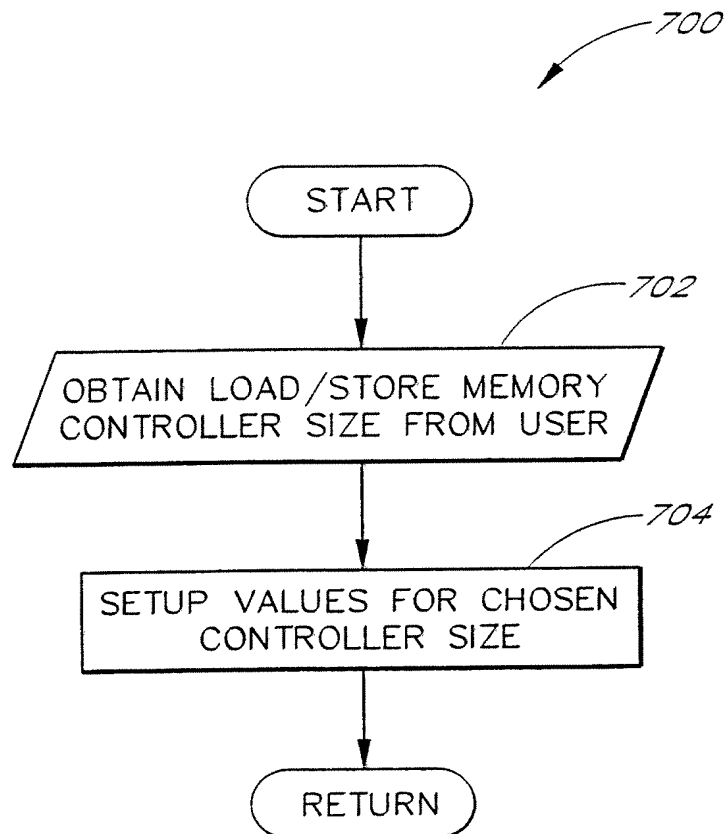 700
START
702
OBTAIN LOAD/STORE MEMORY
CONTROLLER SIZE FROM USER
704
SETUP VALUES FOR CHOSEN
CONTROLLER SIZE
RETURN